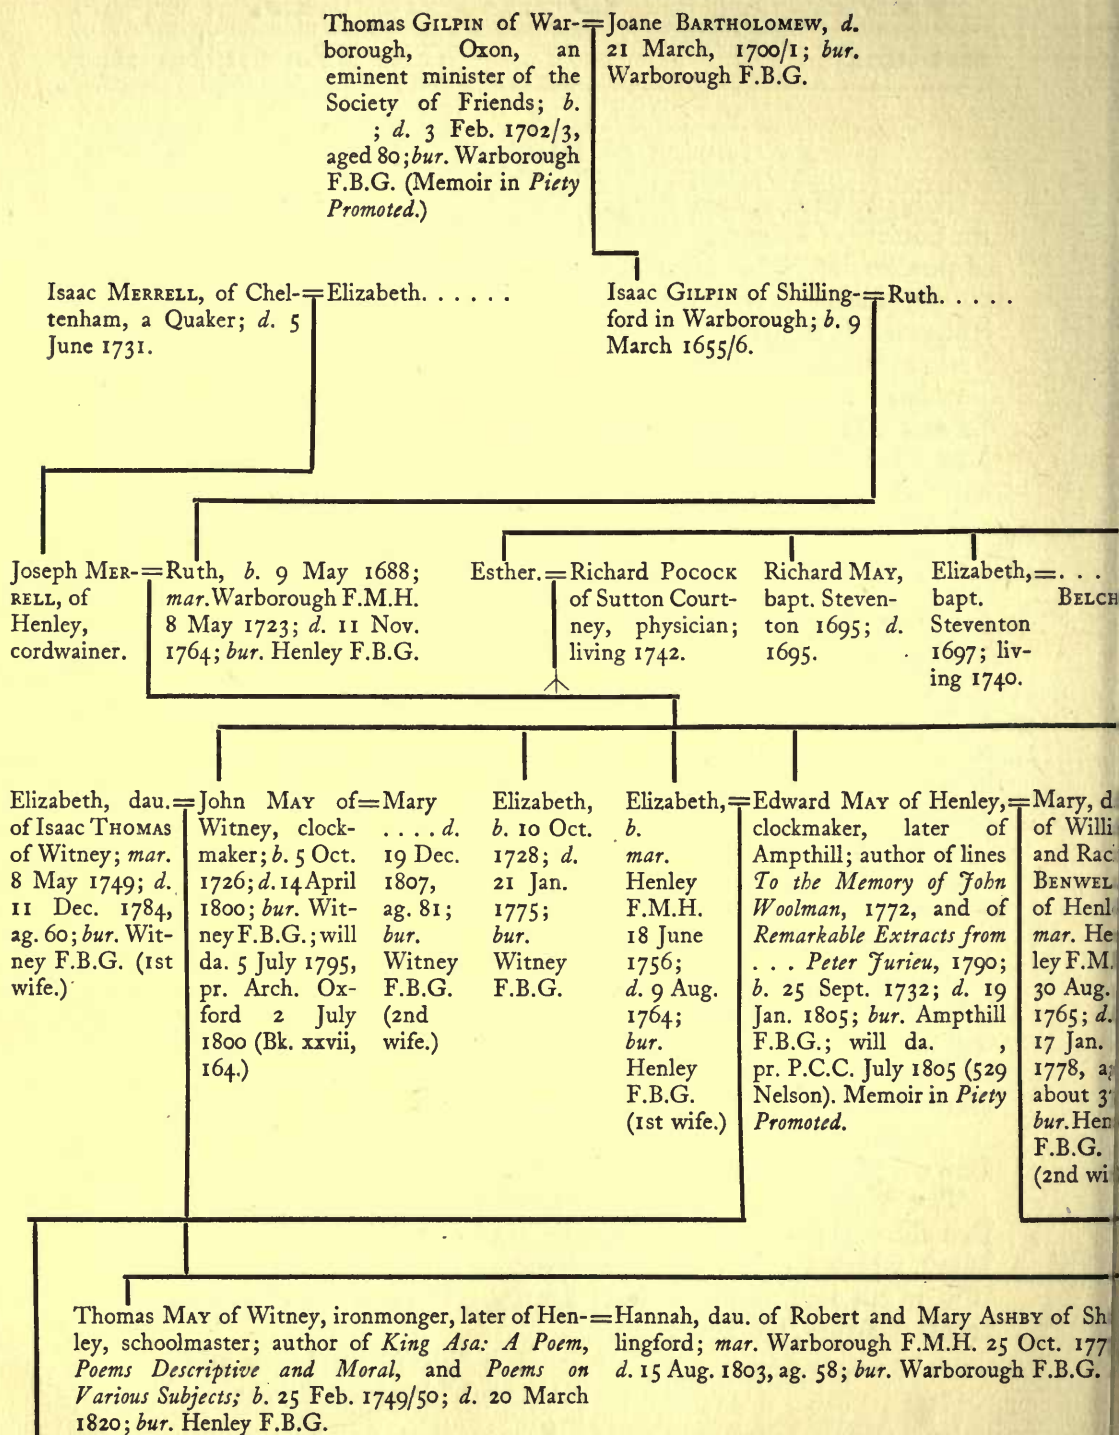 Thomas GILPIN of War-=Joane BARTHOLOMEW, d.
borough, Oxon, an
eminent minister of the
Society of Friends; b.
; d. 3 Feb. 1702/3,
aged 80; bur. Warborough
F.B.G. (Memoir in Piety
Promoted.)
21 March, 1700/1; bur.
Warborough F.B.G.
Isaac MERRELL, of Chel-=Elizabeth. . . . . .
tenham, a Quaker; d. 5
June 1731.
Isaac GILPIN of Shilling-=Ruth. . . . .
ford in Warborough; b. 9
March 1655/6.
Joseph MER-=
RELL, of
Henley,
cordwainer.
Ruth, b. 9 May 1688;
mar. Warborough F.M.H.
8 May 1723; d. 11 Nov.
1764; bur. Henley F.B.G.
Esther.=Richard POCOCK
of Sutton Court-
ney, physician;
living 1742.
Richard MAY,
bapt. Steven-
ton 1695; d.
1695.
Elizabeth,=. . .
bapt. BELCH
Steventon
1697; liv-
ing 1740.
Elizabeth, dau.=
of Isaac THOMAS
of Witney; mar.
8 May 1749; d.
11 Dec. 1784,
ag. 60; bur. Wit-
ney F.B.G. (1st
wife.)
John MAY of=
Witney, clock-
maker; b. 5 Oct.
1726; d. 14 April
1800; bur. Wit-
ney F.B.G.; will
da. 5 July 1795,
pr. Arch. Ox-
ford 2 July
1800 (Bk. xxvii,
164.)
Mary
. . . . d.
19 Dec.
1807,
ag. 81;
bur.
Witney
F.B.G.
(2nd
wife.)
Elizabeth,
b. 10 Oct.
1728; d.
21 Jan.
1775;
bur.
Witney
F.B.G.
Elizabeth,=
b.
mar.
Henley
F.M.H.
18 June
1756;
d. 9 Aug.
1764;
bur.
Henley
F.B.G.
(1st wife.)
Edward MAY of Henley,=
clockmaker, later of
Ampthill; author of lines
To the Memory of John
Woolman, 1772, and of
Remarkable Extracts from
. . . Peter Jurieu, 1790;
b. 25 Sept. 1732; d. 19
Jan. 1805; bur. Ampthill
F.B.G.; will da. ,
pr. P.C.C. July 1805 (529
Nelson). Memoir in Piety
Promoted.
Mary, d
of Willi
and Rac
BENWEL
of Henl
mar. He
ley F.M.
30 Aug.
1765; d.
17 Jan.
1778, a
about 3
bur. Hen
F.B.G.
(2nd wi
Thomas MAY of Witney, ironmonger, later of Hen-=
ley, schoolmaster; author of King Asa: A Poem,
Poems Descriptive and Moral, and Poems on
Various Subjects; b. 25 Feb. 1749/50; d. 20 March
1820; bur. Henley F.B.G.
Hannah, dau. of Robert and Mary ASHBY of Sh
lingford; mar. Warborough F.M.H. 25 Oct. 177
d. 15 Aug. 1803, ag. 58; bur. Warborough F.B.G.